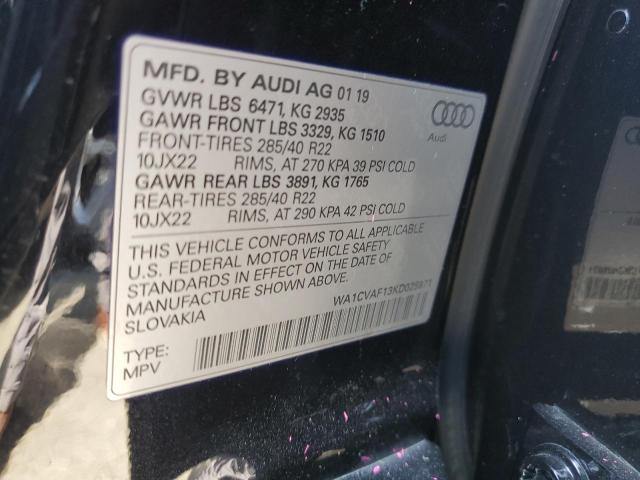 MFD. BY AUDI AG 01 19
GVWR LBS 6471, KG 2935
GAWR FRONT LBS 3329, KG 1510
FRONT-TIRES 285/40 R22
10JX22 RIMS, AT 270 KPA 39 PSI COLD
GAWR REAR LBS 3891, KG 1765
REAR-TIRES 285/40 R22
10JX22 RIMS, AT 290 KPA 42 PSI COLD
Audi
THIS VEHICLE CONFORMS TO ALL APPLICABLE
U.S. FEDERAL MOTOR VEHICLE SAFETY
STANDARDS IN EFFECT ON THE DATE OF
MANUFACTURE SHOWN ABOVE.
SLOVAKIA
WA1CVAF13KD025971
TYPE:
MPV